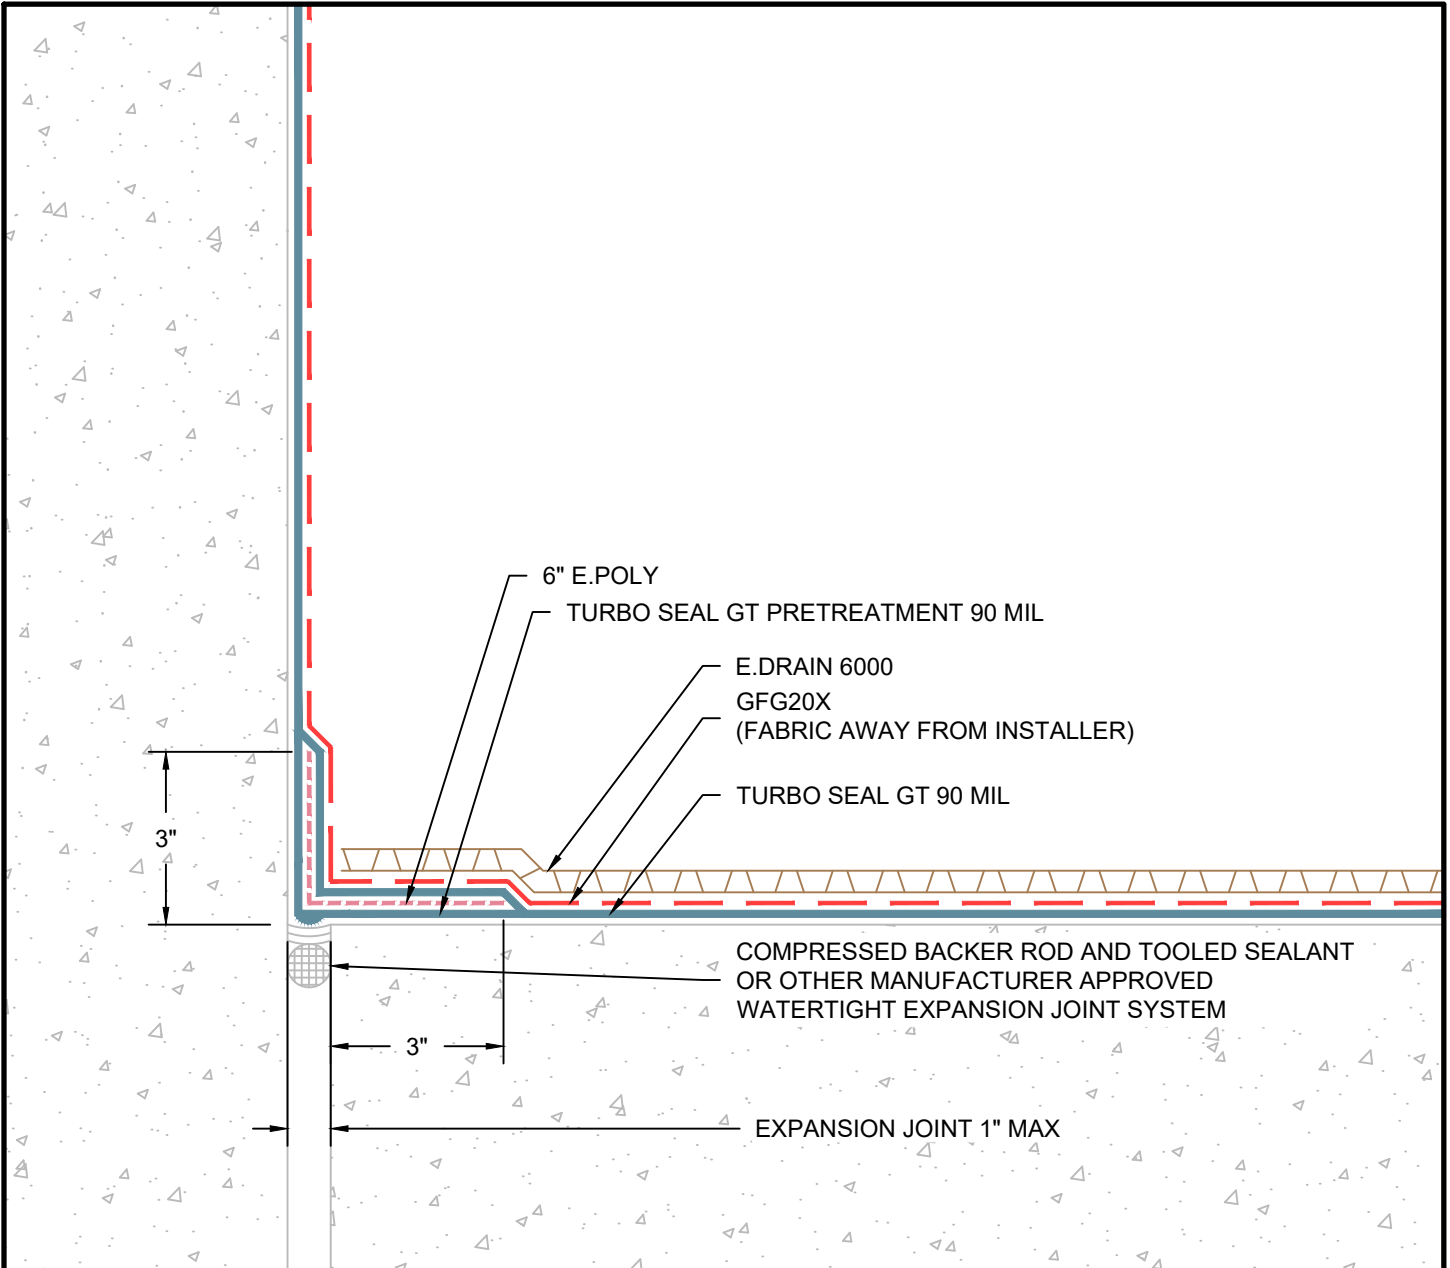 6" E.POLY
TURBO SEAL GT PRETREATMENT 90 MIL
E.DRAIN 6000
GFG20X
(FABRIC AWAY FROM INSTALLER)
TURBO SEAL GT 90 MIL
3"
COMPRESSED BACKER ROD AND TOOLED SEALANT
OR OTHER MANUFACTURER APPROVED
WATERTIGHT EXPANSION JOINT SYSTEM
3"
EXPANSION JOINT 1" MAX